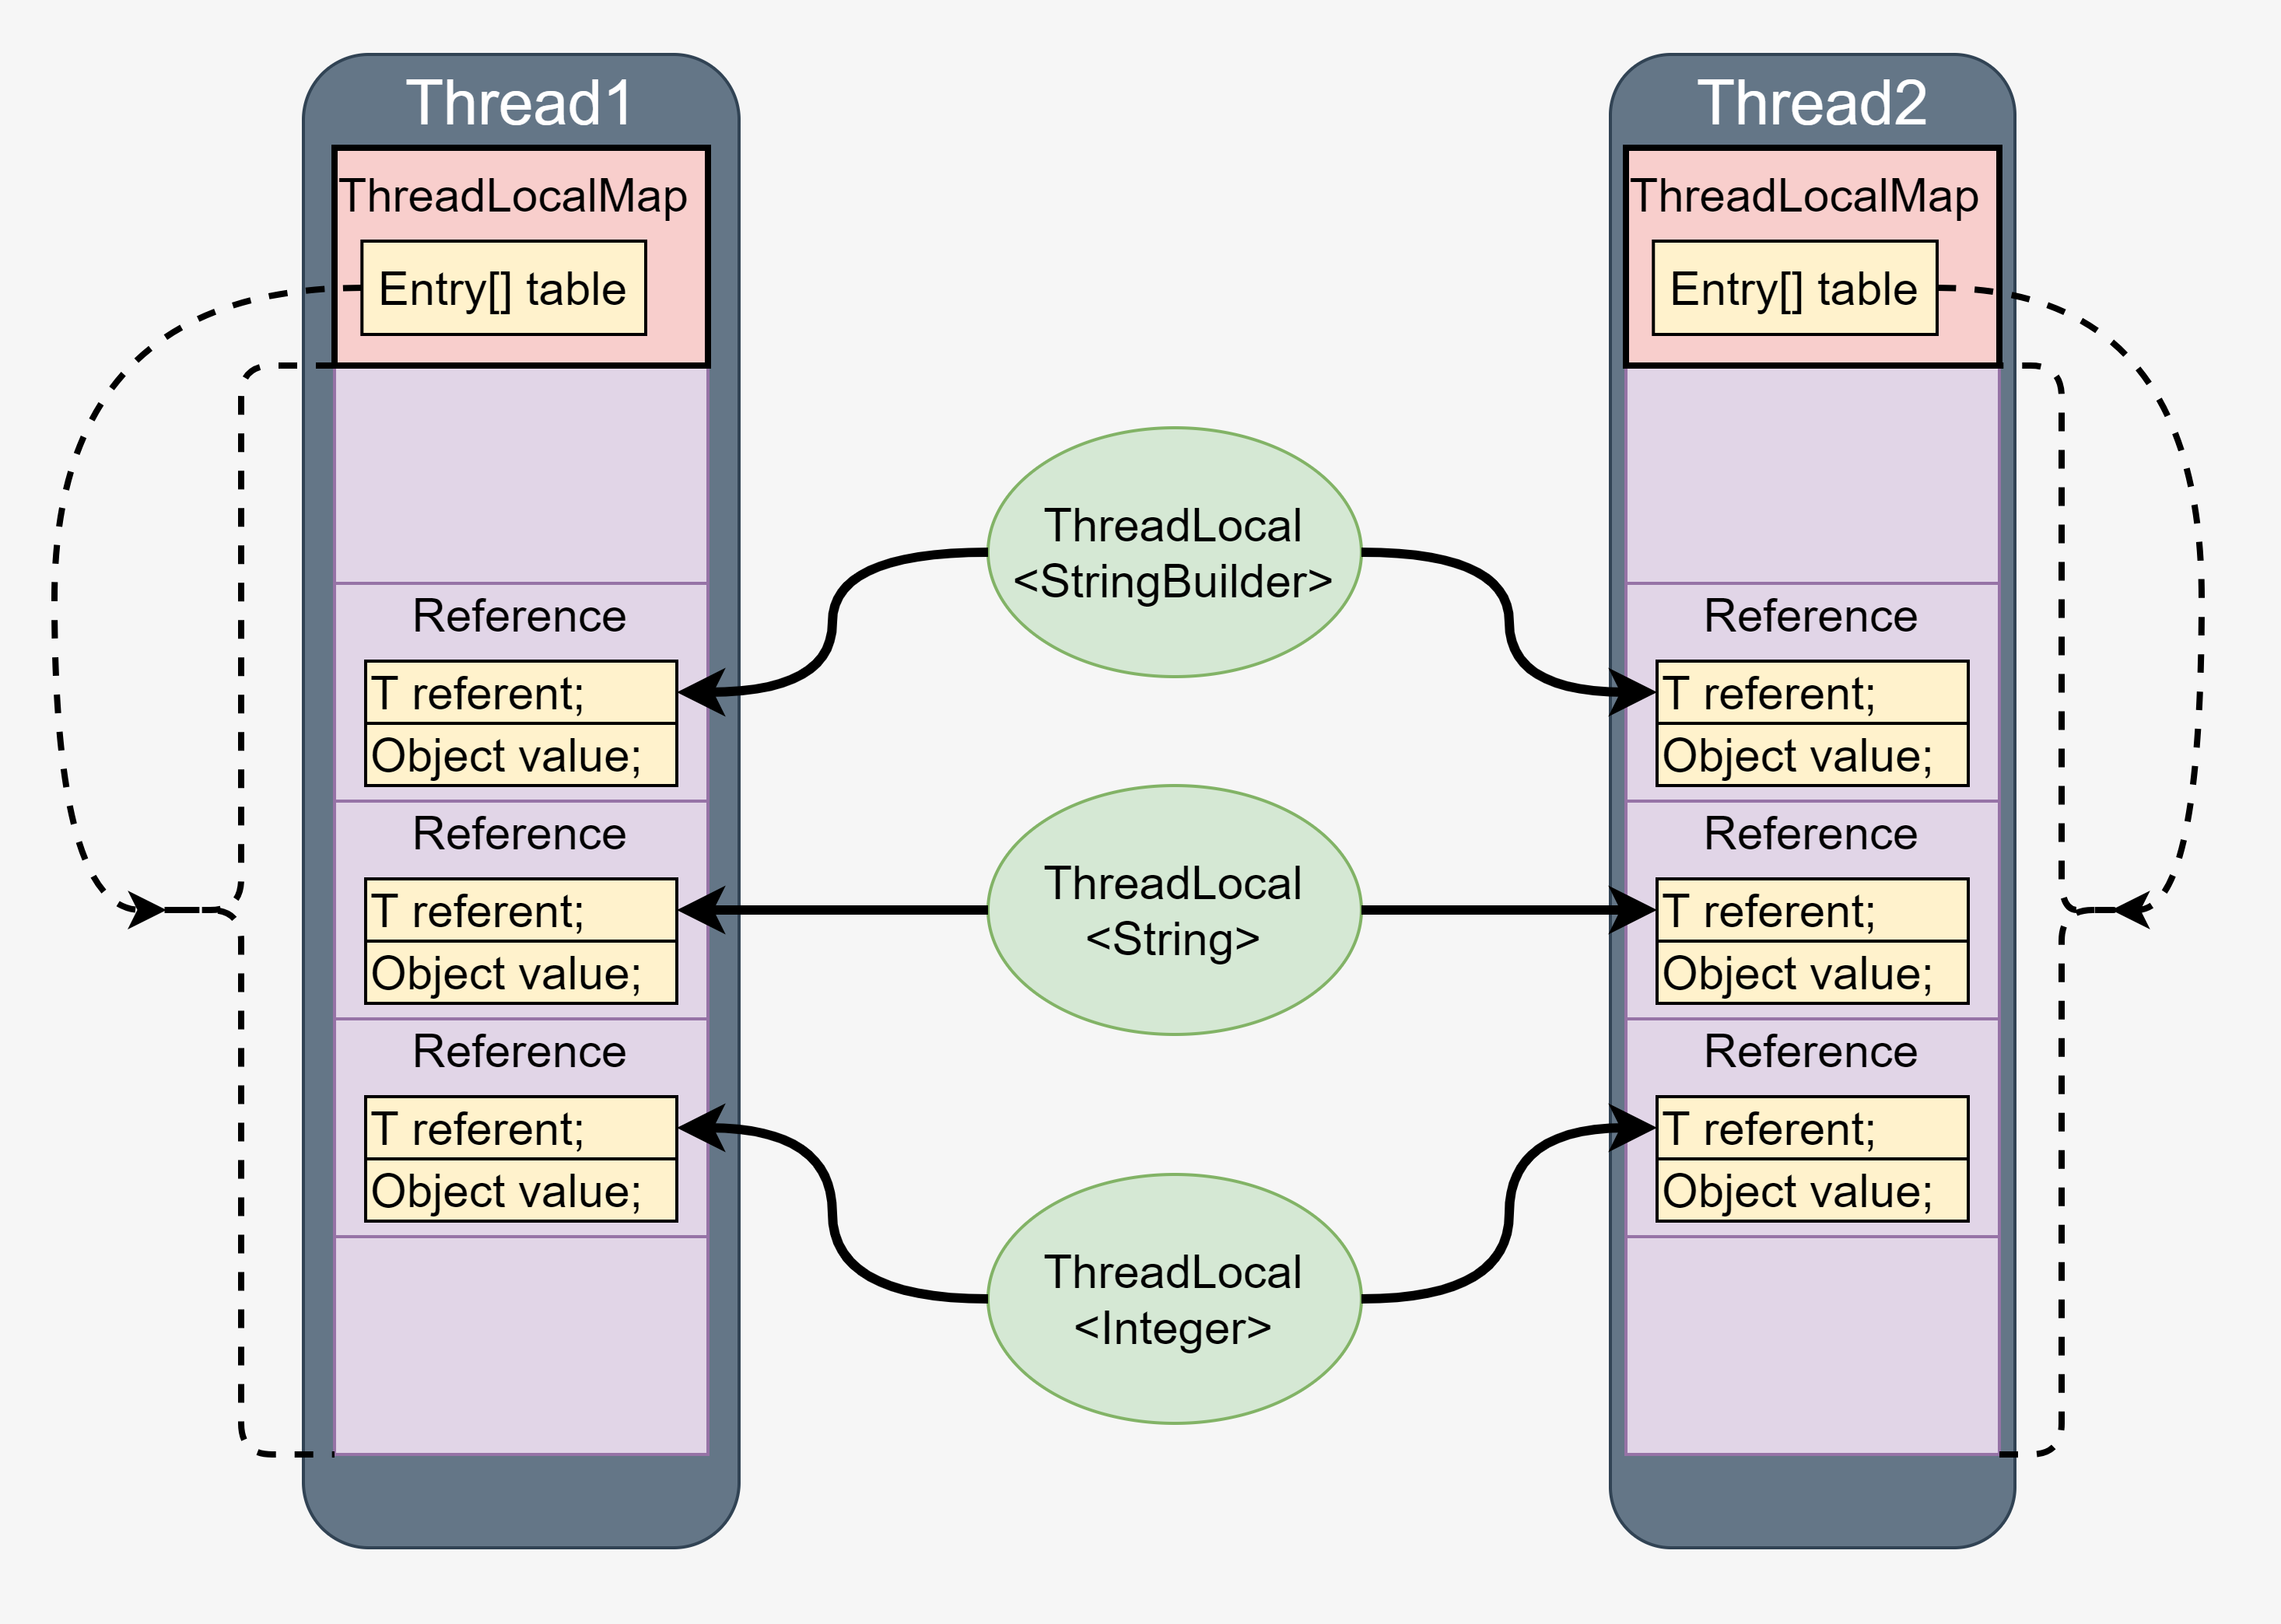 Thread1
ThreadLocalMap
Entry[] table
Reference
T referent;
Object value;
Reference
T referent;
Object value;
Reference
T referent;
Object value;
ThreadLocal
<StringBuilder>
ThreadLocal
<String>
ThreadLocal
<Integer>
Thread2
ThreadLocalMap
Entry[] table
Reference
T referent;
Object value;
Reference
T referent;
Object value;
Reference
T referent;
Object value;